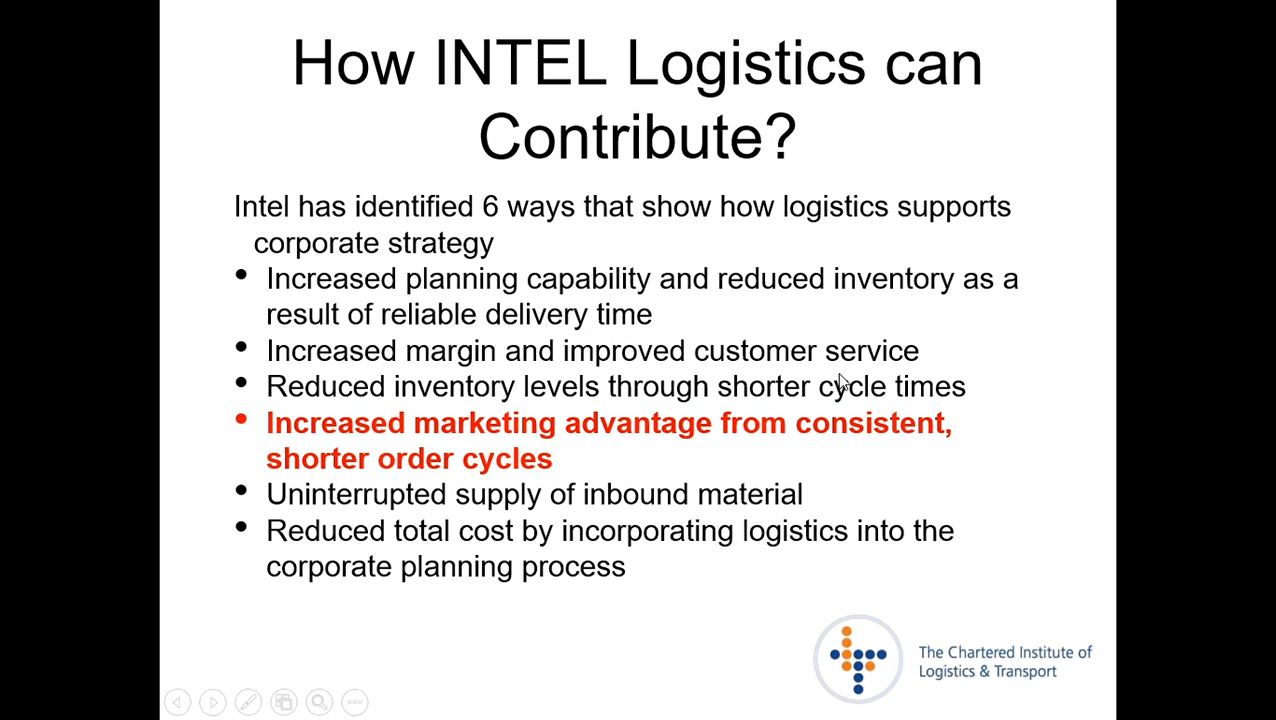 How INTEL Logistics can
Contribute?
Intel has identified 6 ways that show how logistics supports
corporate strategy
• Increased planning capability and reduced inventory as a
result of reliable delivery time
• Increased margin and improved customer service
• Reduced inventory levels through shorter cycle times
• Increased marketing advantage from consistent,
shorter order cycles
• Uninterrupted supply of inbound material
• Reduced total cost by incorporating logistics into the
corporate planning process
The Chartered Institute of
Logistics & Transport